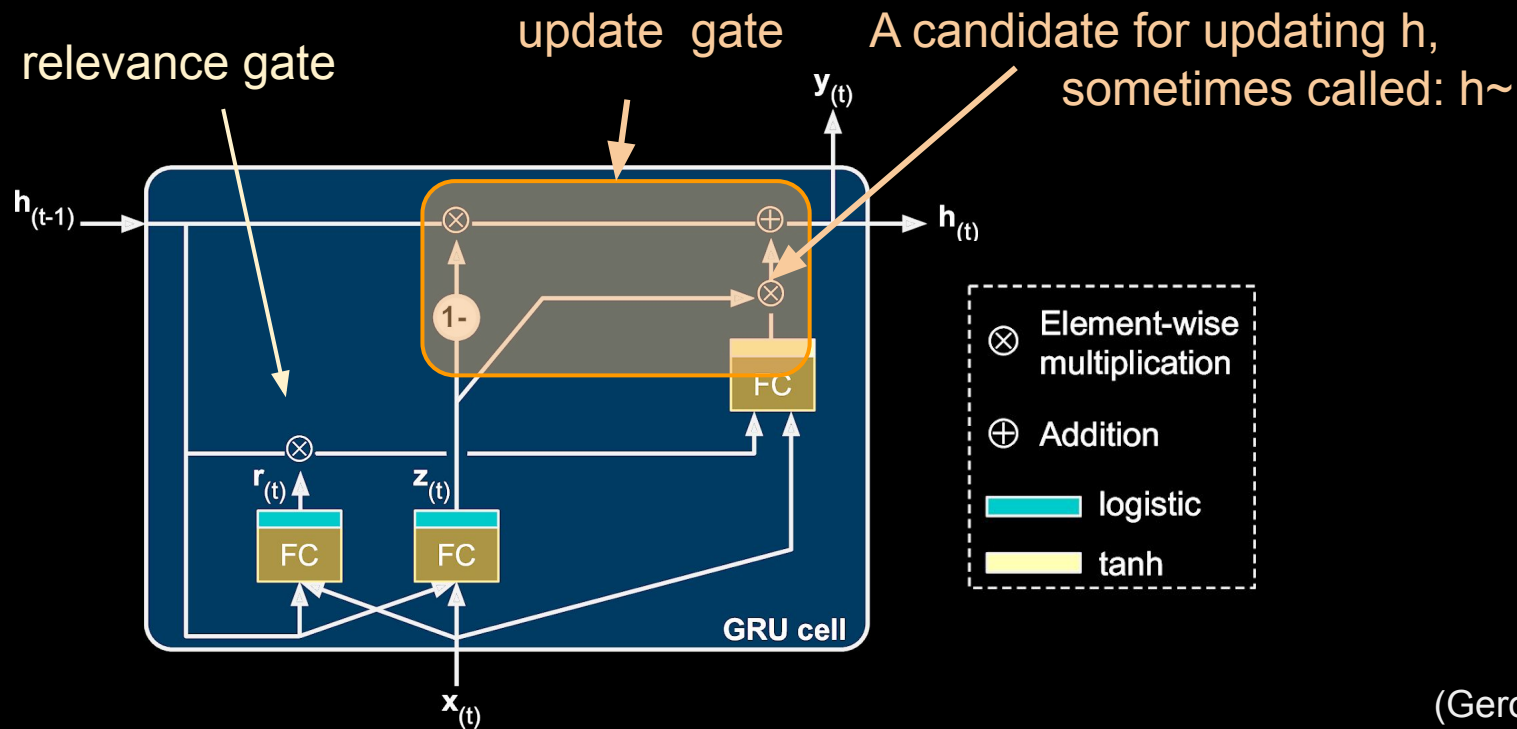 relevance gate
update gate
A candidate for updating h,
sometimes called: h~
y(t)
h(t-1)
h(t)
1-
FC
r(t)
z(t)
FC
FC
GRU cell
x(t)
Element-wise
multiplication
Addition
logistic
tanh
(Gero